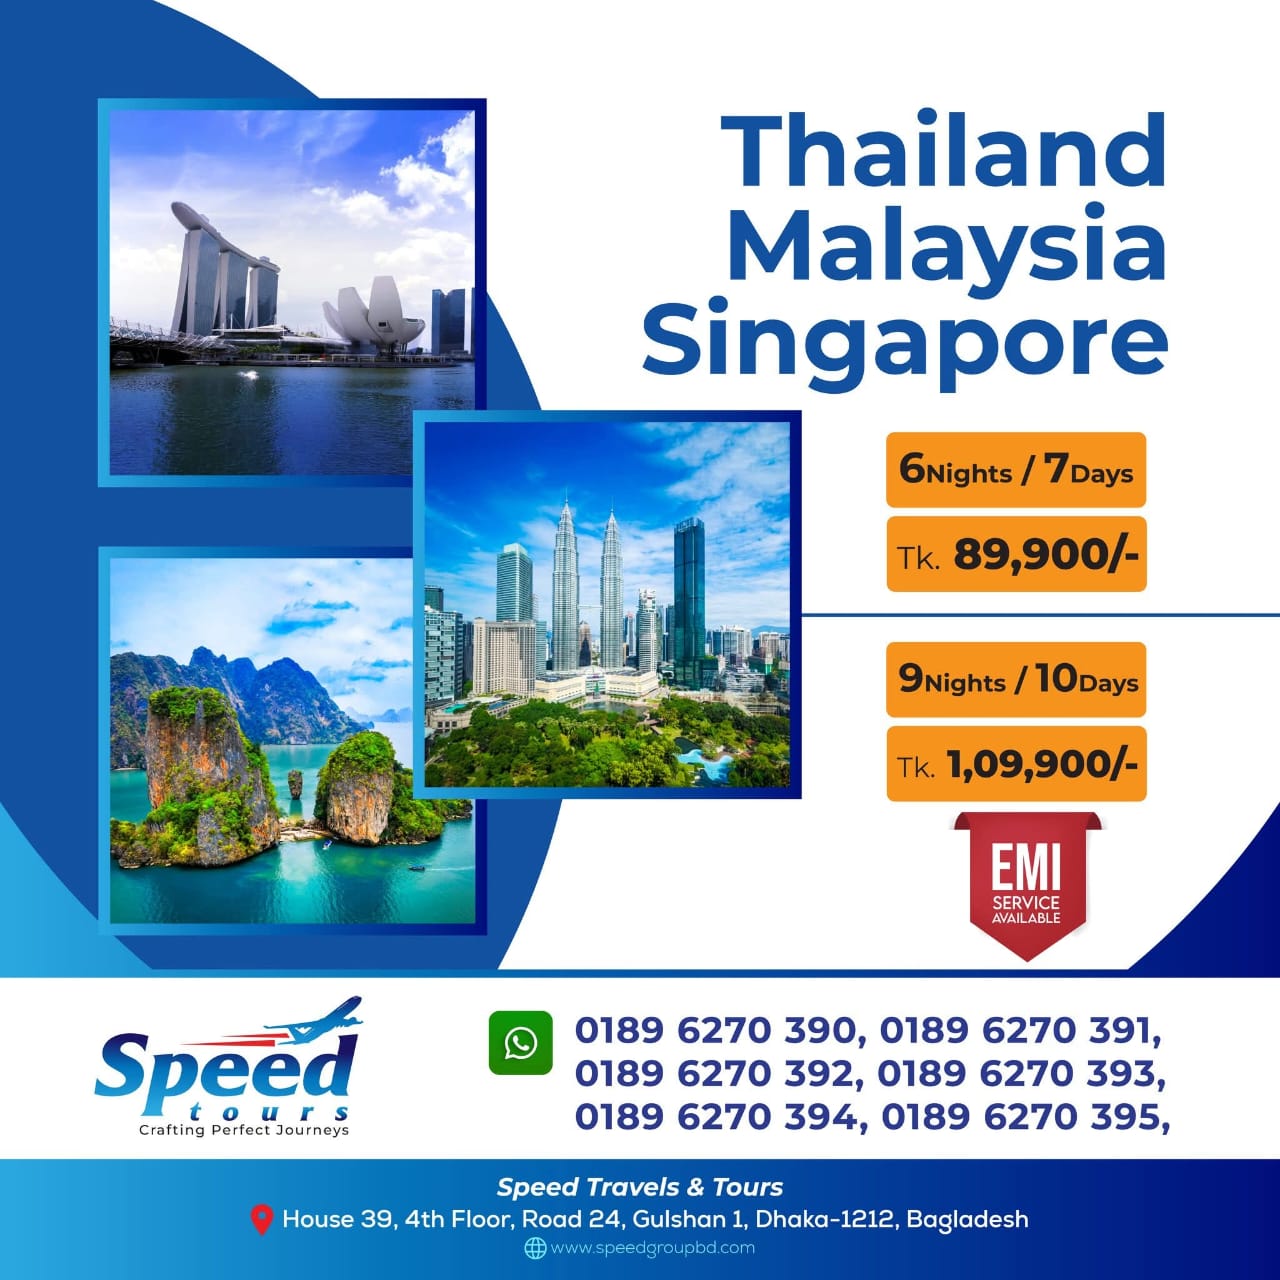 Thailand
Malaysia
Singapore
6Nights / 7Days
Tk. 89,900/-
9Nights / 10Days
Tk. 1,09,900/-
EMI
SERVICE
AVAILABLE
Speed
tours
Crafting Perfect Journeys
0189 6270 390, 0189 6270 391,
0189 6270 392, 0189 6270 393,
0189 6270 394, 0189 6270 395,
Speed Travels & Tours
House 39, 4th Floor, Road 24, Gulshan 1, Dhaka-1212, Bagladesh
www.speedgroupbd.com